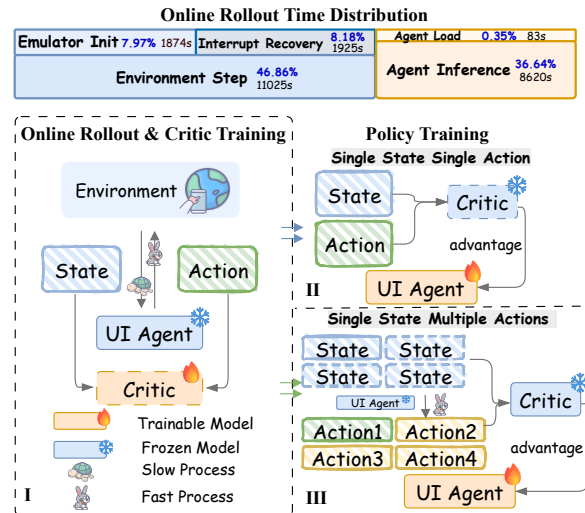 Online Rollout Time Distribution
Emulator Init 7.97% 1874s
Interrupt Recovery 8.18% 1925s
Agent Load 0.35% 83s
Environment Step 46.86% 11025s
Agent Inference 36.64% 8620s
Online Rollout & Critic Training
Environment
State
Action
UI Agent
Critic
Trainable Model
Frozen Model
Slow Process
Fast Process
I
Policy Training
Single State Single Action
State
Action
Critic
advantage
UI Agent
II
Single State Multiple Actions
State State
State State
UI Agent
Action1 Action2
Action3 Action4
Critic
advantage
UI Agent
III